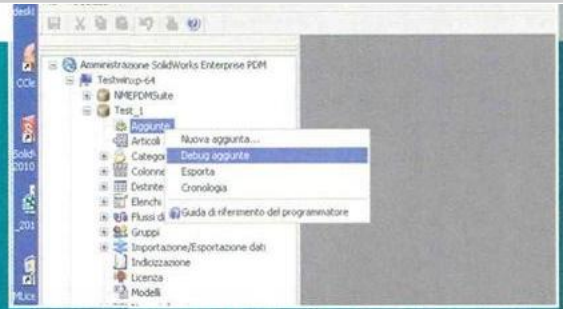 deskt
CCle
Solid
2010
_201
MLice
Amministrazione SolidWorks Enterprise PDM
Testwinxp-64
NMEPDMSuite
Test_1
Aggiunte
Articoli
Categor
Colonne
Distinte
Elenchi
Flussi di
Gruppi
Importazione/Esportazione dati
Indicizzazione
Licenza
Modelli
Nuova aggiunta...
Debug aggiunte
Esporta
Cronologia
Guida di riferimento del programmatore